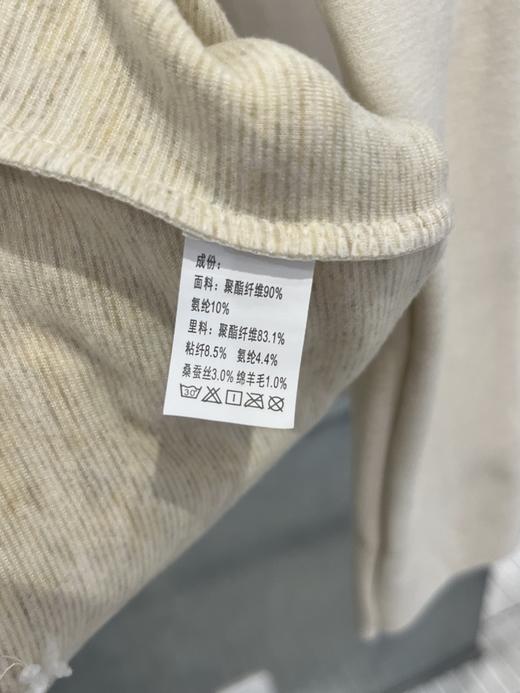 成份：
面料：聚酯纤维90%
氨纶10%
里料：聚酯纤维83.1%
粘纤8.5% 氨纶4.4%
桑蚕丝3.0% 绵羊毛1.0%
30